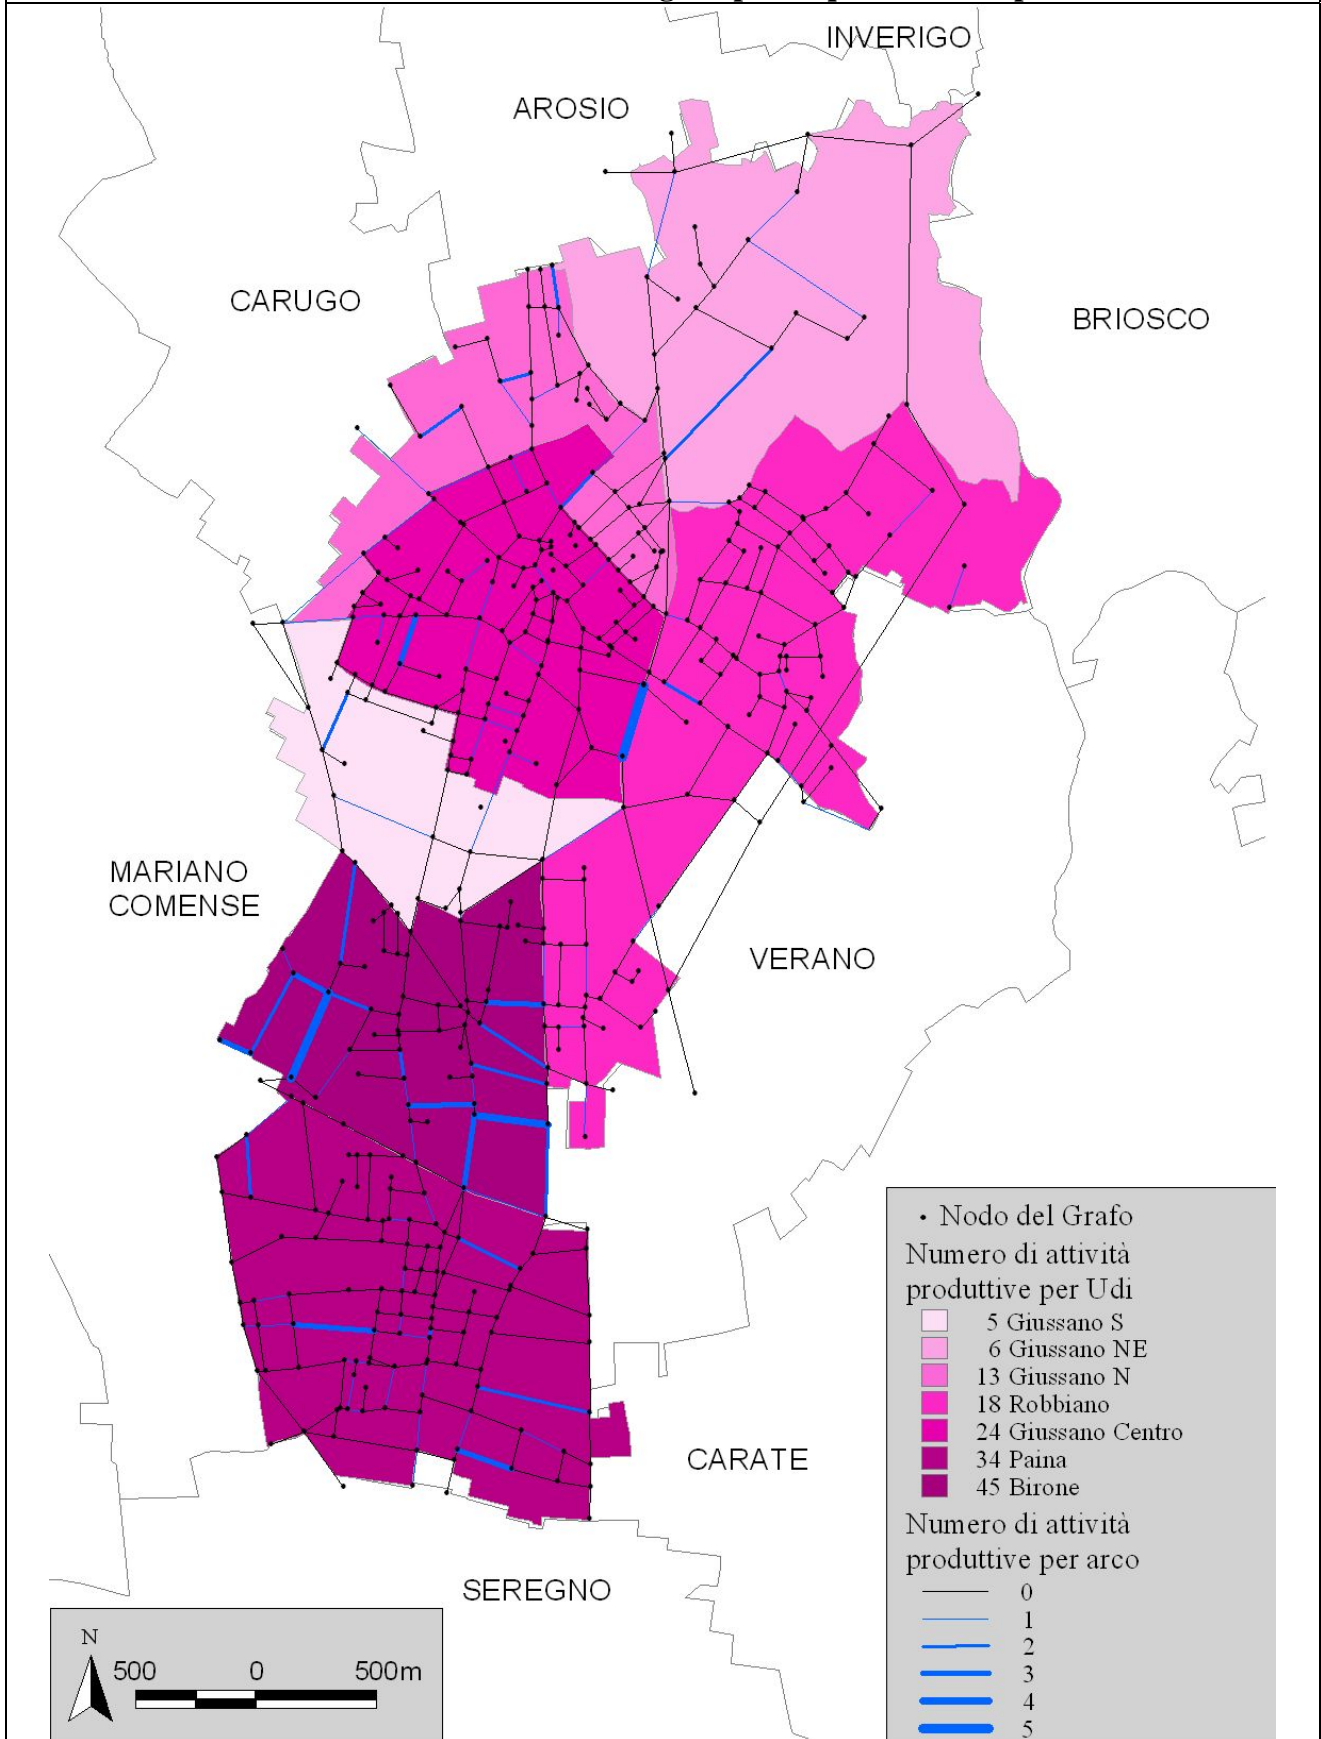 INVERIGO
AROSIO
CARUGO
BRIOSCO
MARIANO
COMENSE
VERANO
CARATE
SEREGNO
· Nodo del Grafo
Numero di attività
produttive per Udi
5 Giussano S
6 Giussano NE
13 Giussano N
18 Robbiano
24 Giussano Centro
34 Paina
45 Birone
Numero di attività
produttive per arco
0
1
2
3
4
5
N
500 0 500m